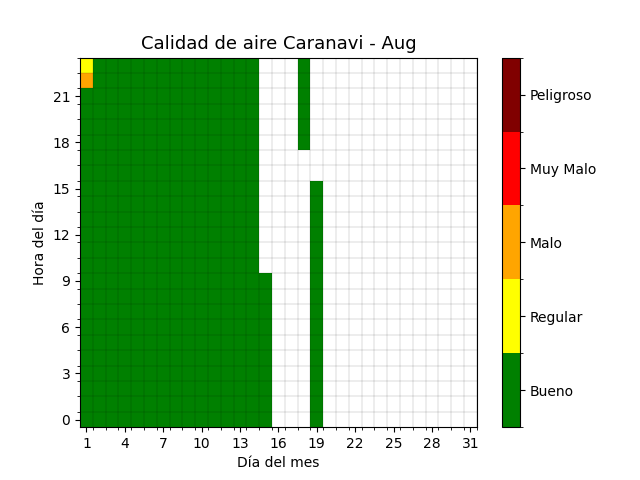 Calidad de aire Caranavi - Aug
Hora del día
21
18
15
12
9
6
3
0
1 4 7 10 13 16 19 22 25 28 31
Día del mes
Peligroso
Muy Malo
Malo
Regular
Bueno